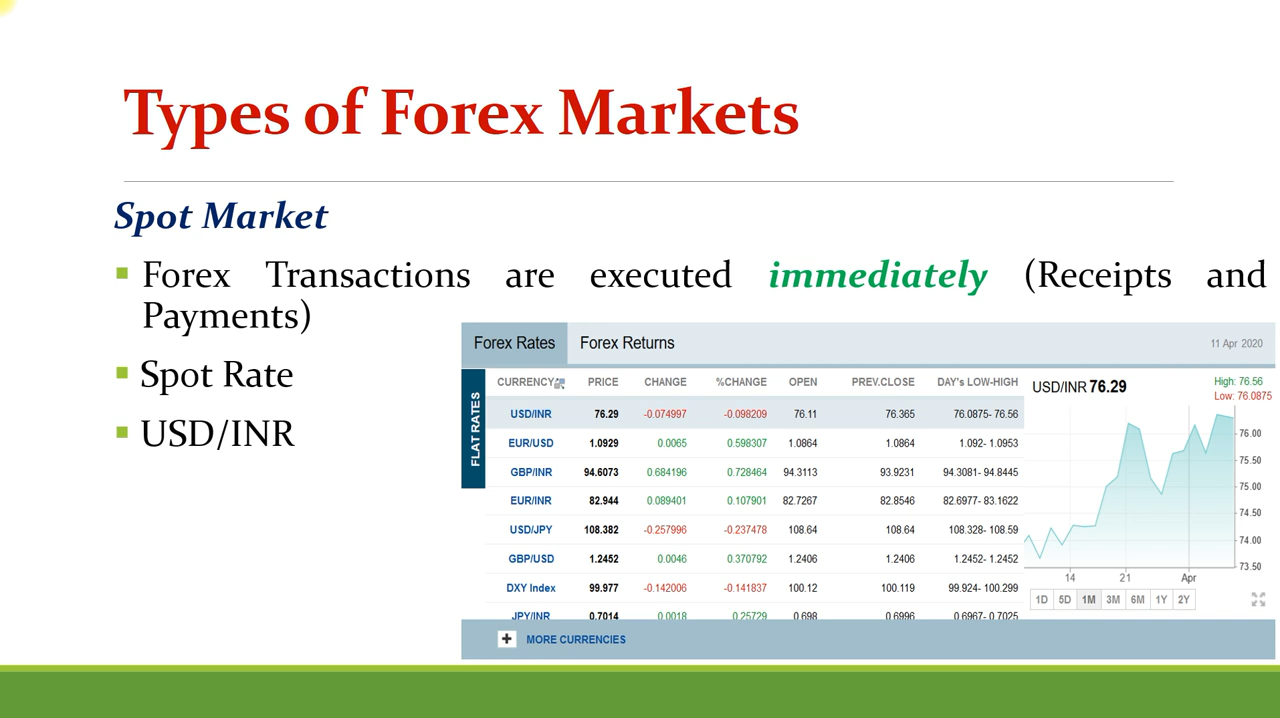 Types of Forex Markets
Spot Market
Forex Transactions are executed immediately (Receipts and
Payments)
Spot Rate
USD/INR
Forex Rates Forex Returns 11 Apr 2020
FLAT RATES
CURRENCY PRICE CHANGE %CHANGE OPEN PREV.CLOSE DAY's LOW-HIGH
USD/INR 76.29 -0.074997 -0.098209 76.11 76.365 76.0875- 76.56
EUR/USD 1.0929 0.0065 0.598307 1.0864 1.0864 1.092- 1.0953
GBP/INR 94.6073 0.684196 0.728464 94.3113 93.9231 94.3081- 94.8445
EUR/INR 82.944 0.089401 0.107901 82.7267 82.8546 82.6977- 83.1622
USD/JPY 108.382 -0.257996 -0.237478 108.64 108.64 108.328- 108.59
GBP/USD 1.2452 0.0046 0.370792 1.2406 1.2406 1.2452- 1.2452
DXY Index 99.977 -0.142006 -0.141837 100.12 100.119 99.924- 100.299
JPY/INR 0.7014 0.0018 0.25729 0.698 0.6996 0.6967- 0.7025
MORE CURRENCIES
USD/INR 76.29
High: 76.56
Low: 76.0875
76.00
75.50
75.00
74.50
74.00
73.50
14 21 Apr
1D 5D 1M 3M 6M 1Y 2Y